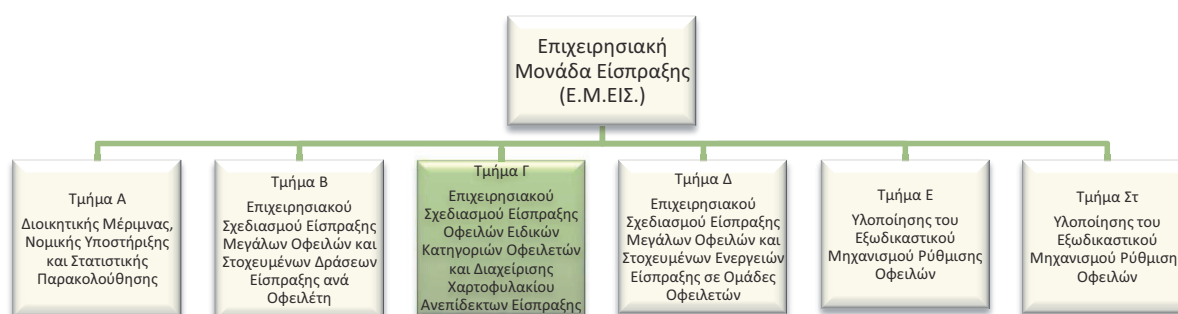 Επιχειρησιακή
Μονάδα Είσπραξης
(Ε.Μ.ΕΙΣ.)
Τμήμα Α
Διοικητικής Μέριμνας,
Νομικής Υποστήριξης
και Στατιστικής
Παρακολούθησης
Τμήμα Β
Επιχειρησιακού
Σχεδιασμού Είσπραξης
Μεγάλων Οφειλών και
Στοχευμένων Δράσεων
Είσπραξης ανά
Οφειλέτη
Τμήμα Γ
Επιχειρησιακού
Σχεδιασμού Είσπραξης
Οφειλών Ειδικών
Κατηγοριών Οφειλετών
και Διαχείρισης
Χαρτοφυλακίου
Ανεπίδεκτων Είσπραξης
Τμήμα Δ
Επιχειρησιακού
Σχεδιασμού Είσπραξης
Μεγάλων Οφειλών και
Στοχευμένων Ενεργειών
Είσπραξης σε Ομάδες
Οφειλετών
Τμήμα Ε
Υλοποίησης του
Εξωδικαστικού
Μηχανισμού Ρύθμισης
Οφειλών
Τμήμα Στ
Υλοποίησης του
Εξωδικαστικού
Μηχανισμού Ρύθμισης
Οφειλών